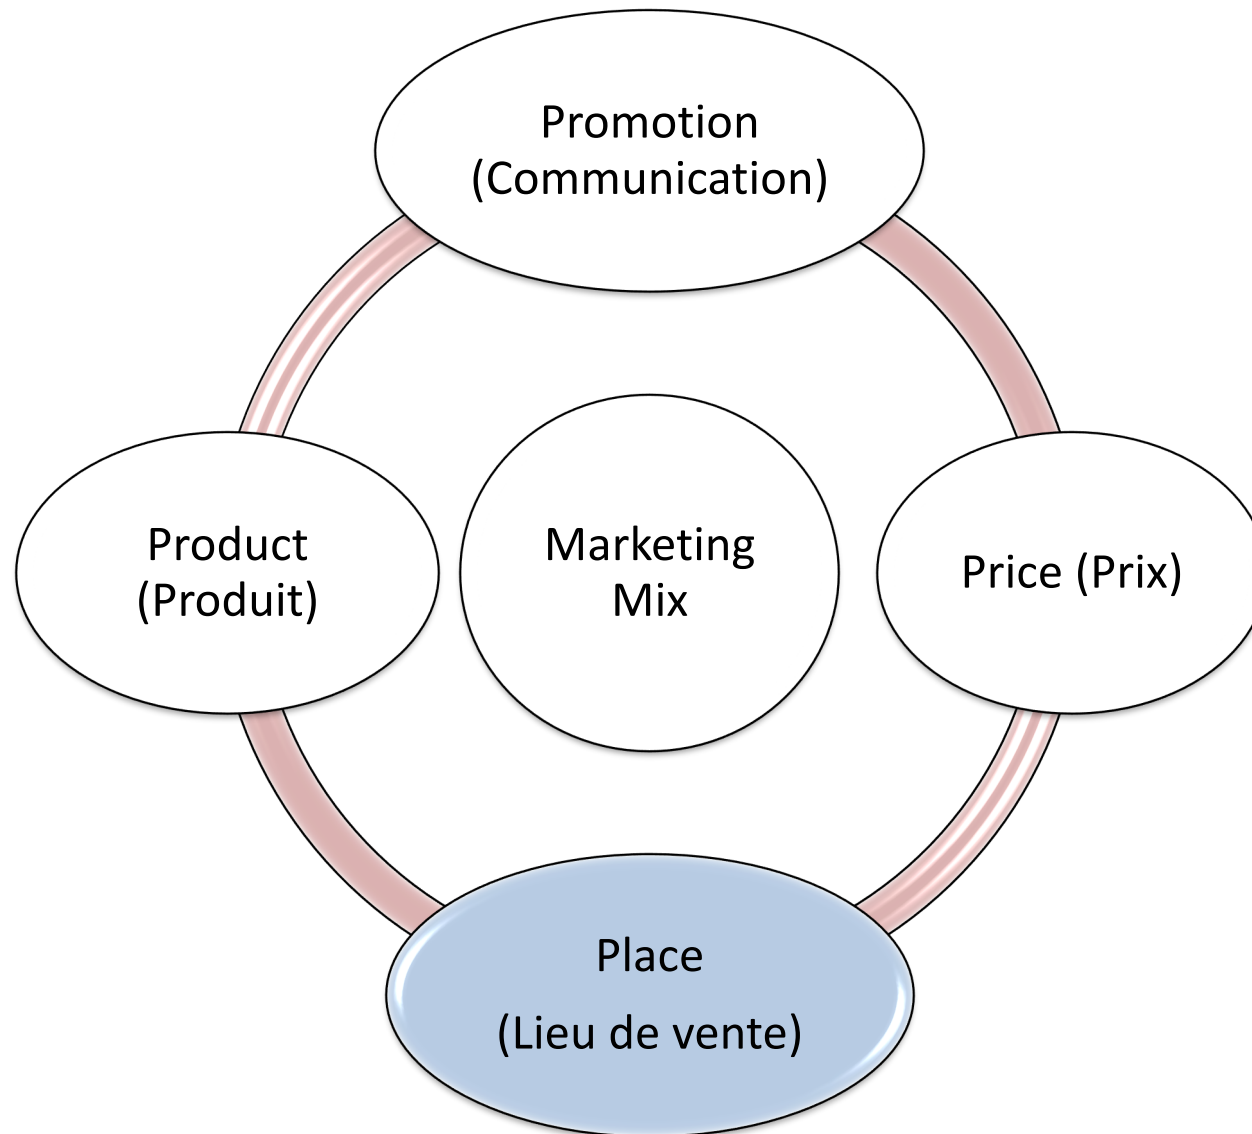 Promotion
(Communication)
Product
(Produit)
Marketing
Mix
Price (Prix)
Place
(Lieu de vente)